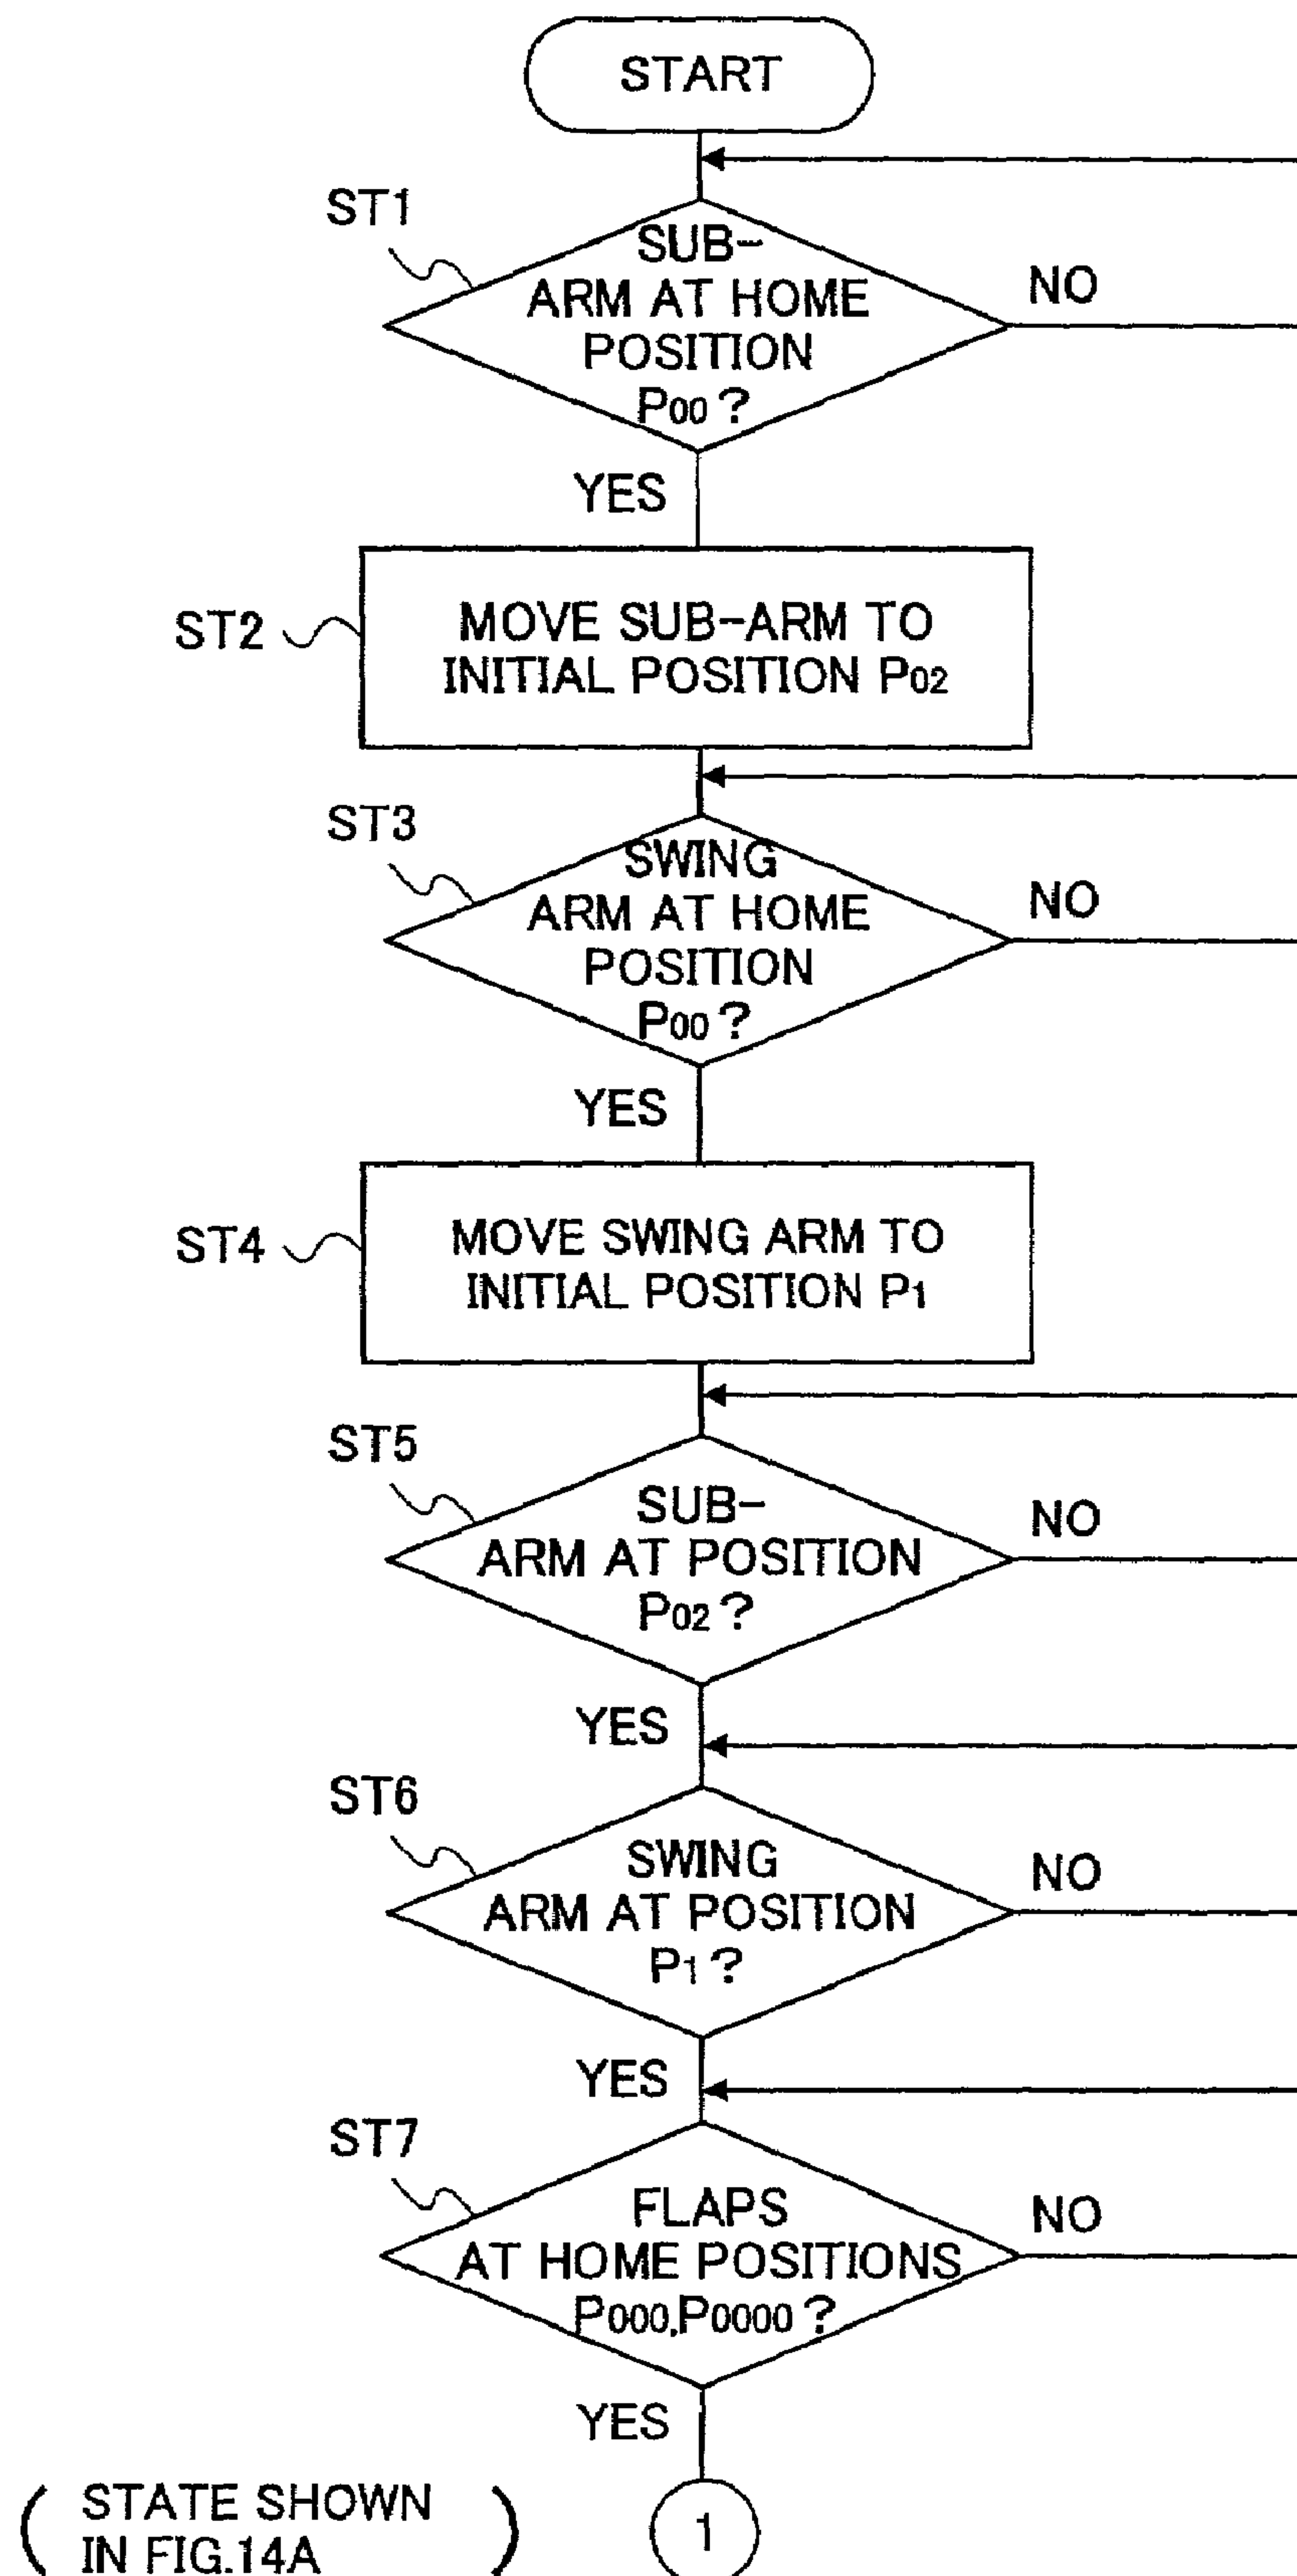 START
ST1
SUB-
ARM AT HOME
POSITION
P00 ?
NO
YES
ST2
MOVE SUB-ARM TO
INITIAL POSITION P02
ST3
SWING
ARM AT HOME
POSITION
P00 ?
NO
YES
ST4
MOVE SWING ARM TO
INITIAL POSITION P1
ST5
SUB-
ARM AT POSITION
P02 ?
NO
YES
ST6
SWING
ARM AT POSITION
P1 ?
NO
YES
ST7
FLAPS
AT HOME POSITIONS
P000,P0000 ?
NO
YES
( STATE SHOWN
IN FIG.14A )
1